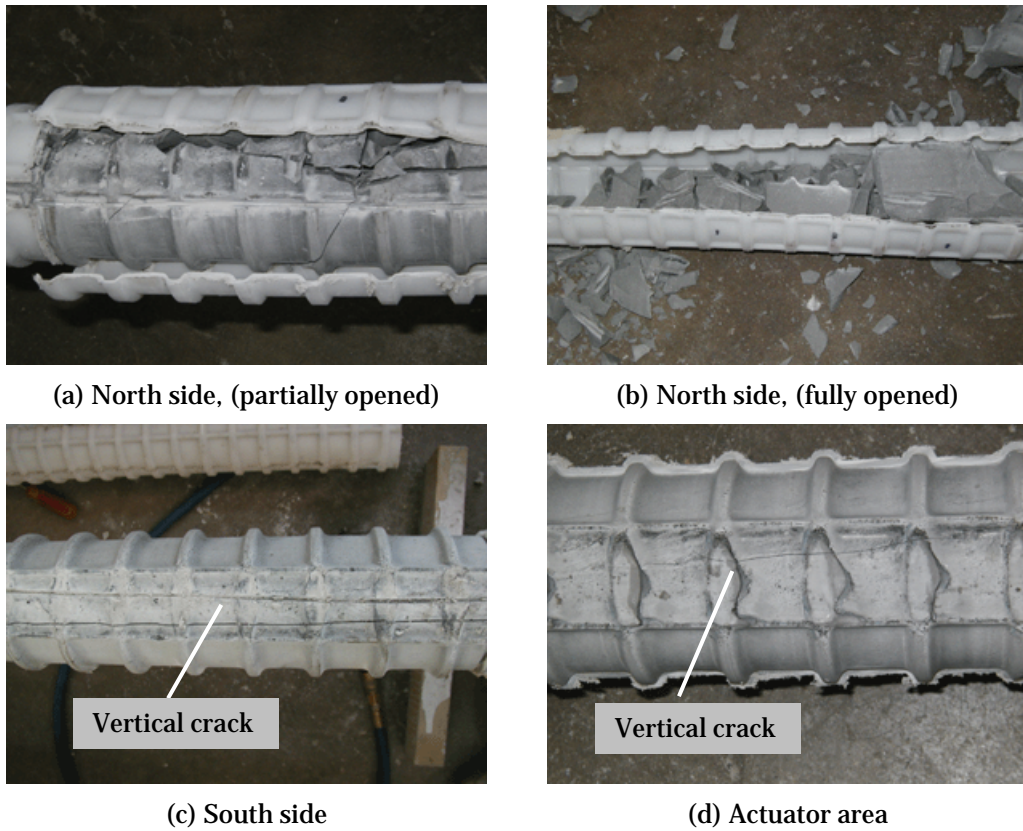 (a) North side, (partially opened)
(b) North side, (fully opened)
Vertical crack
Vertical crack
(c) South side
(d) Actuator area